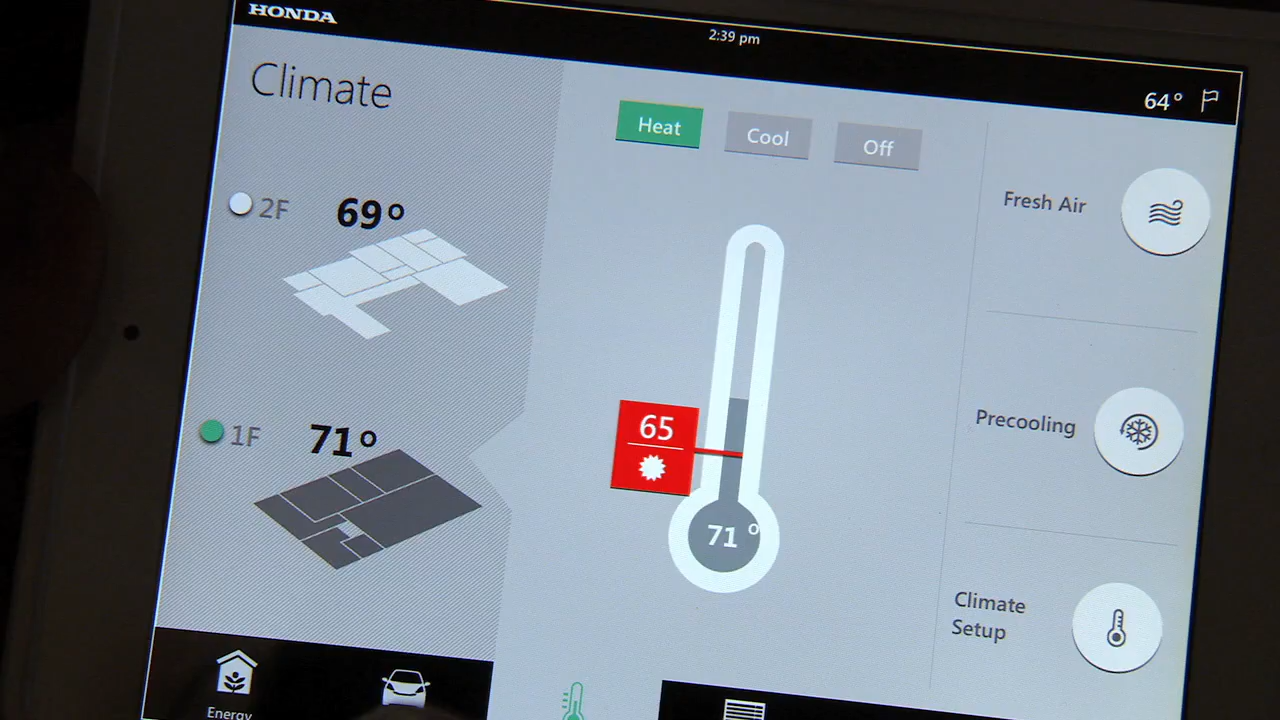 HONDA
2:39 pm
64°
Climate
Heat
Cool
Off
2F 69°
Fresh Air
1F 71°
65
Precooling
71°
Climate
Setup
Energy